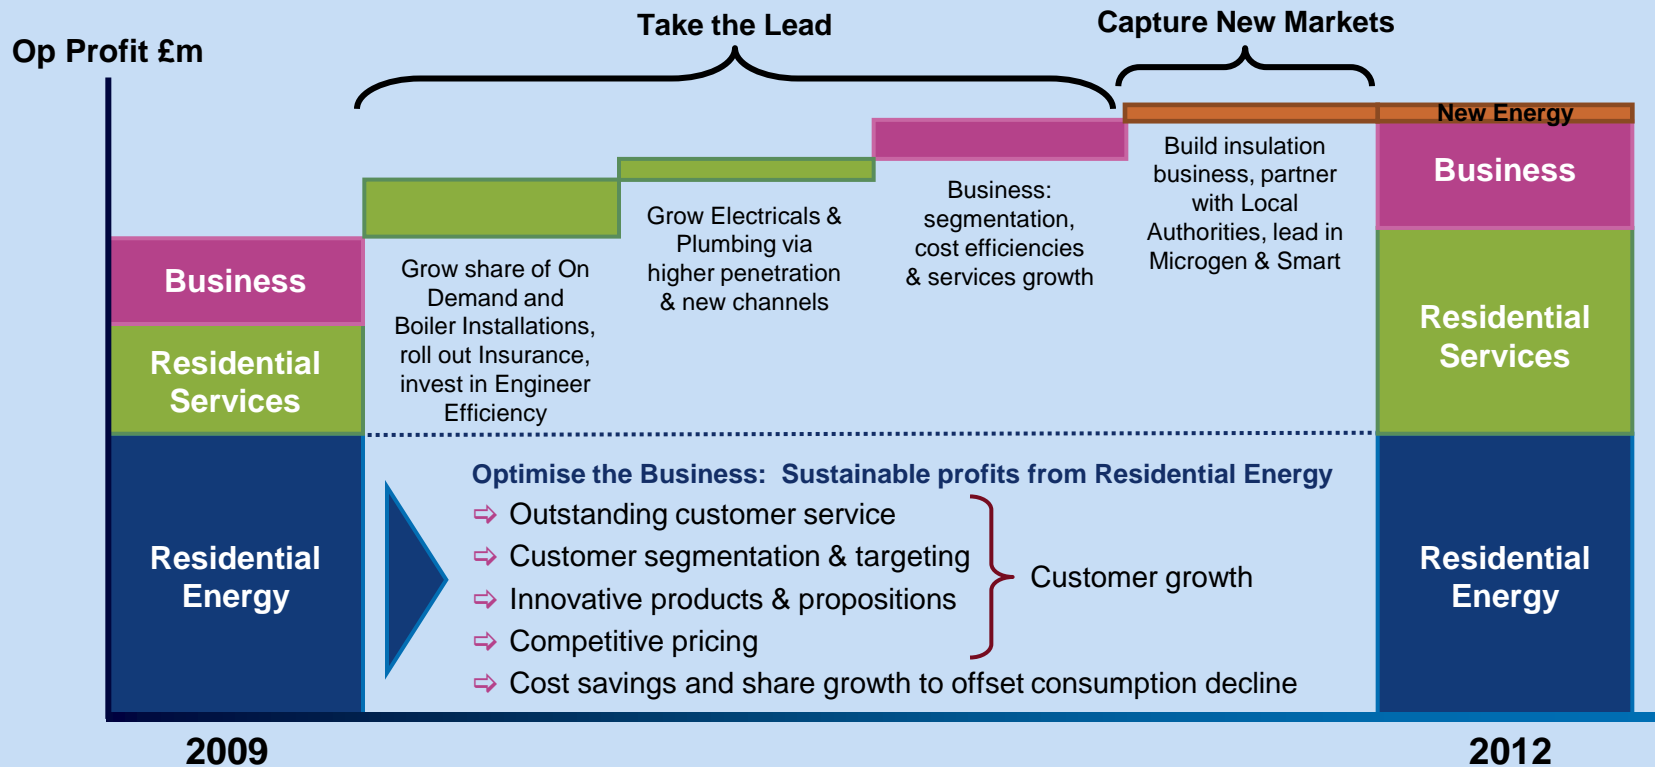 Take the Lead
Capture New Markets
Op Profit £m
New Energy
Business
Residential
Services
Residential
Energy
Grow share of On
Demand and
Boiler Installations,
roll out Insurance,
invest in Engineer
Efficiency
Grow Electricals &
Plumbing via
higher penetration
& new channels
Business:
segmentation,
cost efficiencies
& services growth
Build insulation
business, partner
with Local
Authorities, lead in
Microgen & Smart
Business
Residential
Services
Residential
Energy
Optimise the Business: Sustainable profits from Residential Energy
⇨ Outstanding customer service
⇨ Customer segmentation & targeting
⇨ Innovative products & propositions
⇨ Competitive pricing
⇨ Cost savings and share growth to offset consumption decline
Customer growth
2009
2012